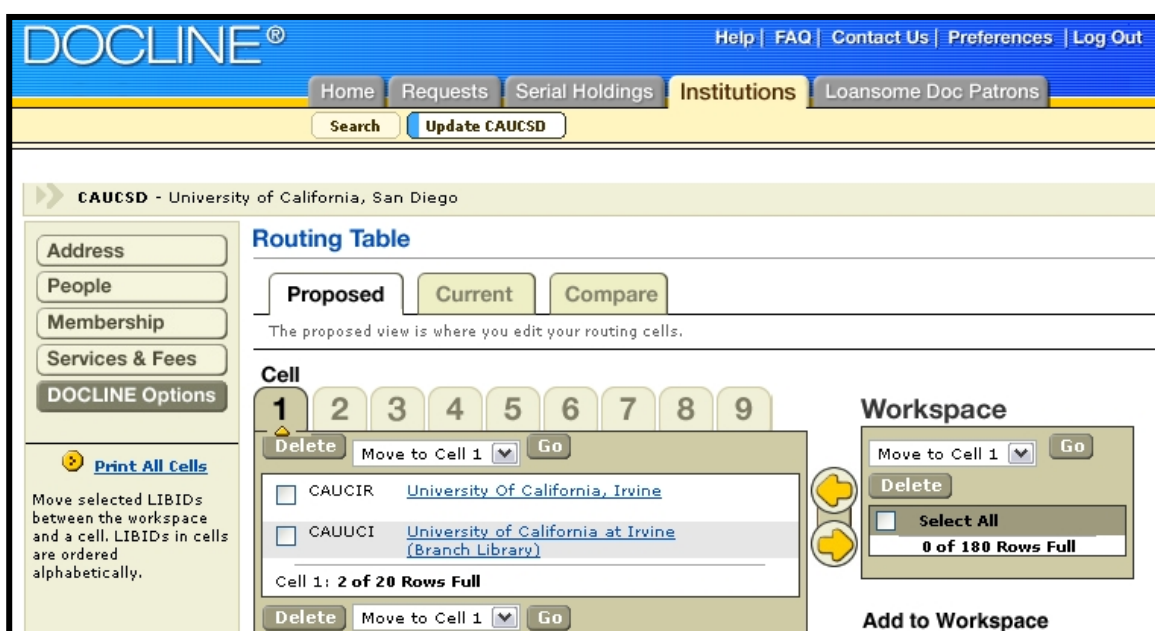 DOCLINE®
Help | FAQ | Contact Us | Preferences | Log Out
Home Requests Serial Holdings Institutions Loansome Doc Patrons
Search Update CAUCSD
CAUCSD - University of California, San Diego
Address
People
Membership
Services & Fees
DOCLINE Options
Print All Cells
Move selected LIBIDs
between the workspace
and a cell. LIBIDs in cells
are ordered
alphabetically.
Routing Table
Proposed Current Compare
The proposed view is where you edit your routing cells.
Cell
1 2 3 4 5 6 7 8 9
Delete Move to Cell 1 Go
CAUCIR University Of California, Irvine
CAUUCI University of California at Irvine
(Branch Library)
Cell 1: 2 of 20 Rows Full
Delete Move to Cell 1 Go
Workspace
Move to Cell 1 Go
Delete
Select All
0 of 180 Rows Full
Add to Workspace